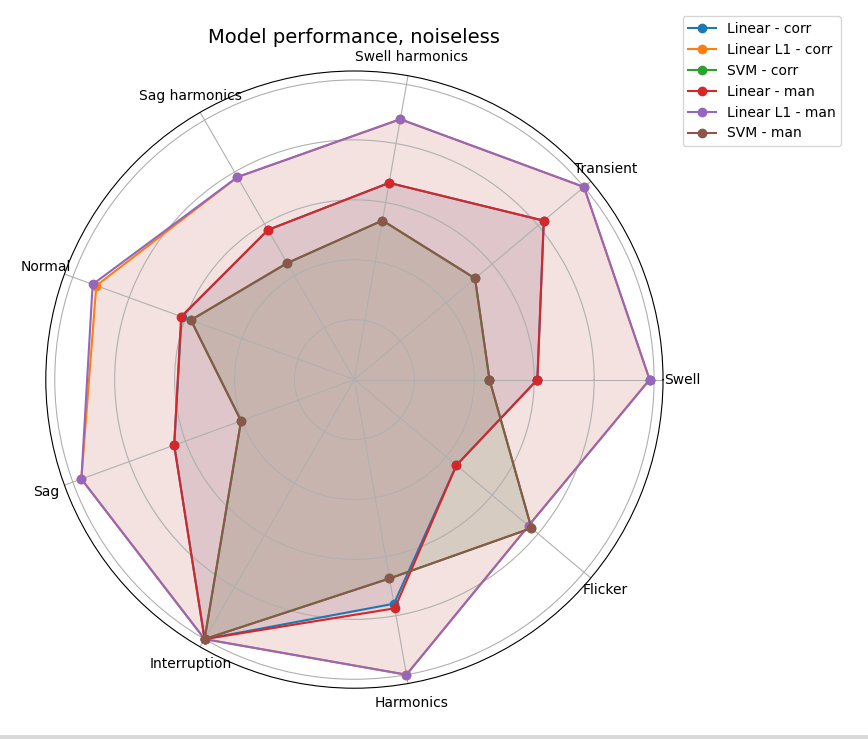 Model performance, noiseless
Linear - corr
Linear L1 - corr
SVM - corr
Linear - man
Linear L1 - man
SVM - man
Swell harmonics
Sag harmonics
Transient
Normal
Swell
Sag
Flicker
Interruption
Harmonics